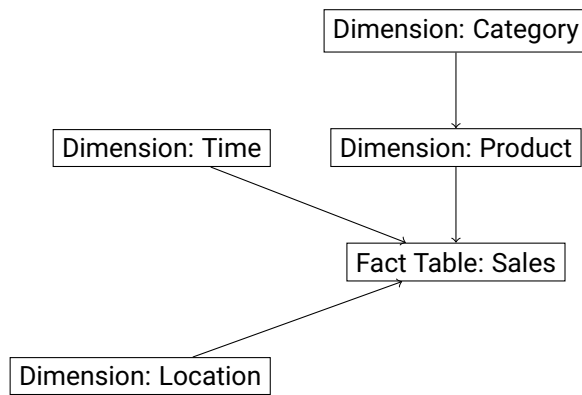 Dimension: Category
Dimension: Time
Dimension: Product
Fact Table: Sales
Dimension: Location